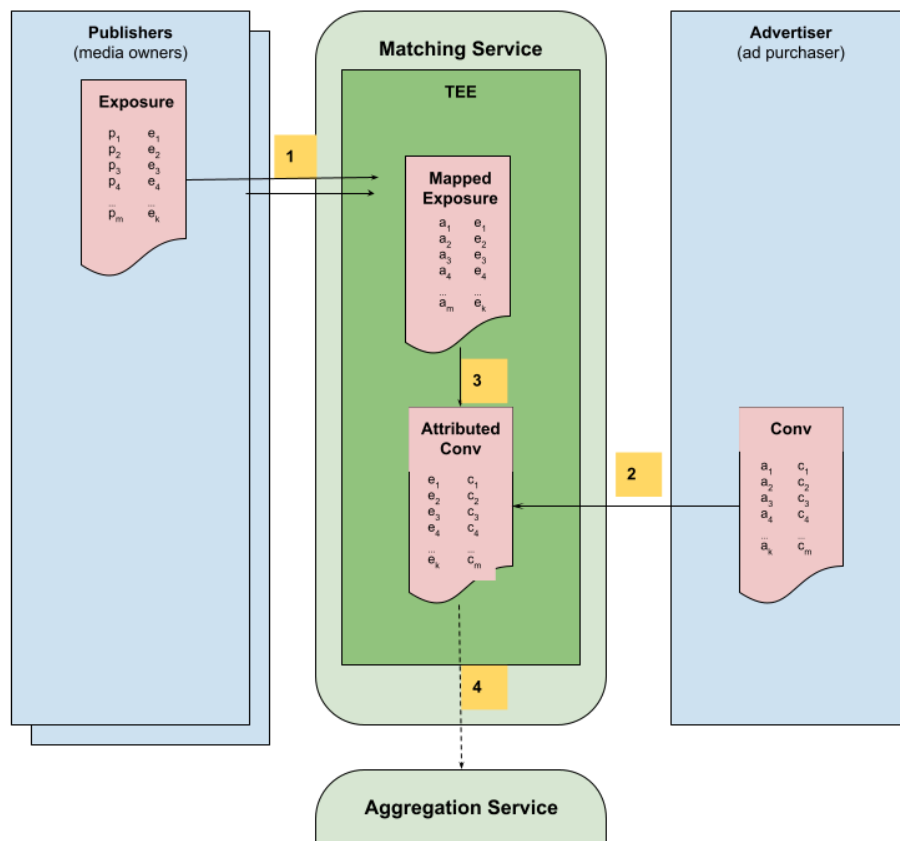 Publishers
(media owners)
Exposure
p1 e1
p2 e2
p3 e3
p4 e4
... ...
pm ek
1
Matching Service
TEE
Mapped
Exposure
a1 e1
a2 e2
a3 e3
a4 e4
... ...
am ek
3
Attributed
Conv
e1 c1
e2 c2
e3 c3
e4 c4
... ...
ek cm
4
Advertiser
(ad purchaser)
2
Conv
a1 c1
a2 c2
a3 c3
a4 c4
... ...
ak cm
Aggregation Service